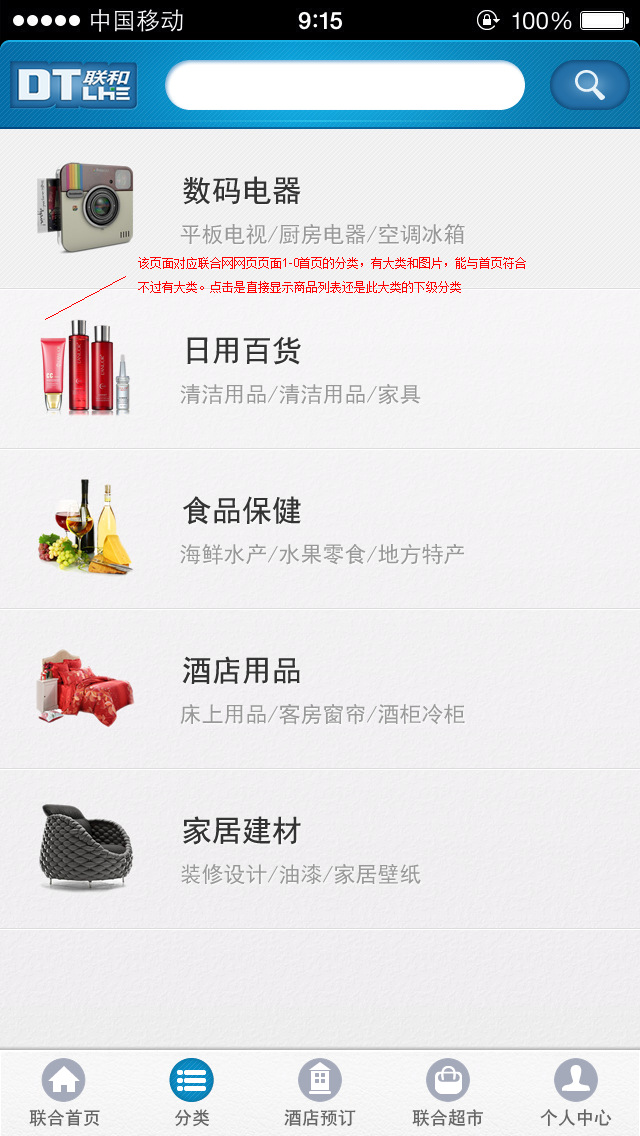 中国移动 9:15 100%
DT联和
LHE
数码电器
平板电视/厨房电器/空调冰箱
该页面对应联合网网页页面1-0首页的分类，有大类和图片，能与首页符合
不过有大类。点击是直接显示商品列表还是此大类的下级分类
日用百货
清洁用品/清洁用品/家具
食品保健
海鲜水产/水果零食/地方特产
酒店用品
床上用品/客房窗帘/酒柜冷柜
家居建材
装修设计/油漆/家居壁纸
联合首页 分类 酒店预订 联合超市 个人中心